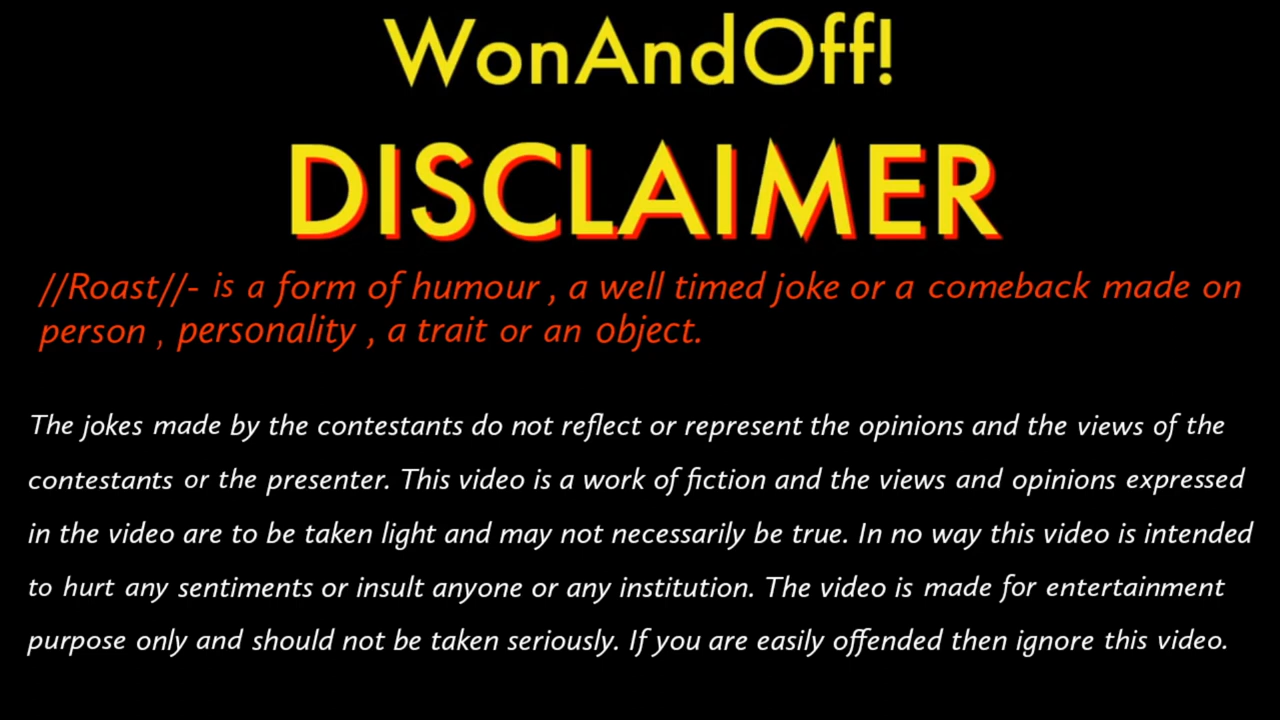 WonAndOff!
DISCLAIMER
//Roast//- is a form of humour , a well timed joke or a comeback made on
person , personality , a trait or an object.
The jokes made by the contestants do not reflect or represent the opinions and the views of the
contestants or the presenter. This video is a work of fiction and the views and opinions expressed
in the video are to be taken light and may not necessarily be true. In no way this video is intended
to hurt any sentiments or insult anyone or any institution. The video is made for entertainment
purpose only and should not be taken seriously. If you are easily offended then ignore this video.